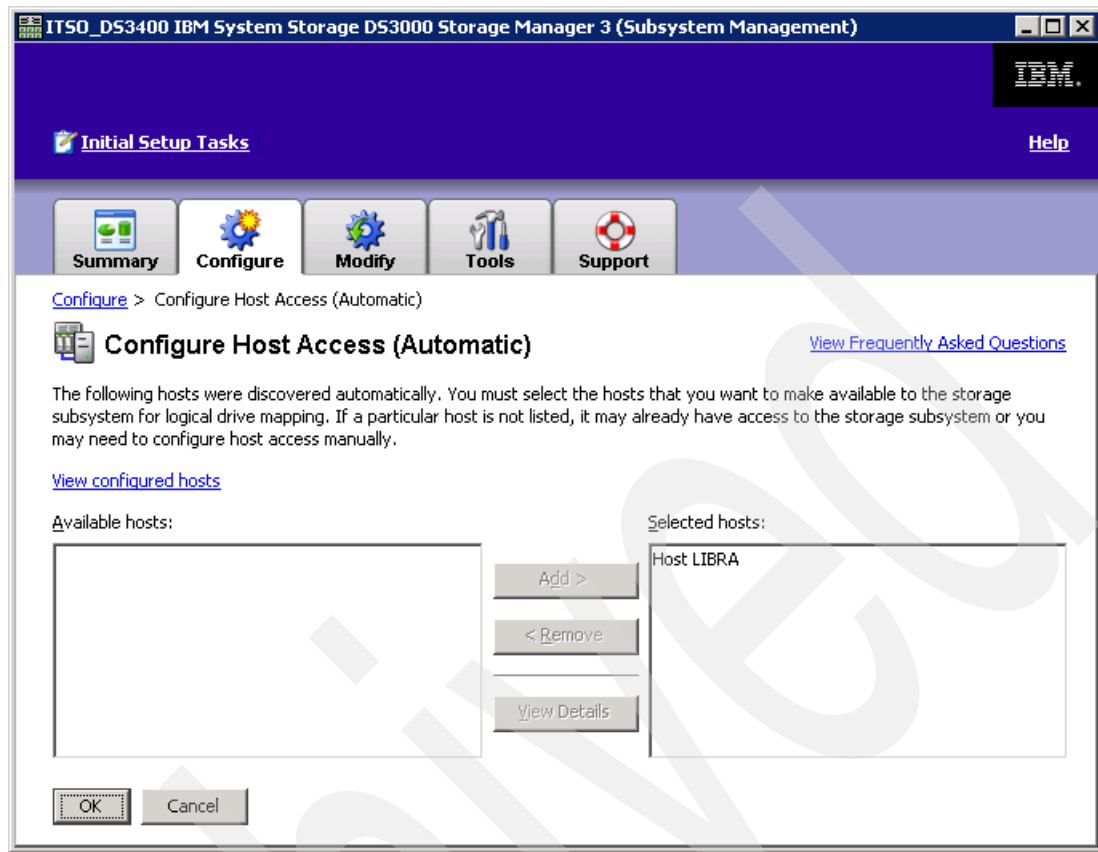 ITSO_DS3400 IBM System Storage DS3000 Storage Manager 3 (Subsystem Management)
IBM.
Initial Setup Tasks
Help
Summary
Configure
Modify
Tools
Support
Configure > Configure Host Access (Automatic)
Configure Host Access (Automatic)
View Frequently Asked Questions
The following hosts were discovered automatically. You must select the hosts that you want to make available to the storage
subsystem for logical drive mapping. If a particular host is not listed, it may already have access to the storage subsystem or you
may need to configure host access manually.
View configured hosts
Available hosts:
Selected hosts:
Host LIBRA
Add >
< Remove
View Details
OK
Cancel